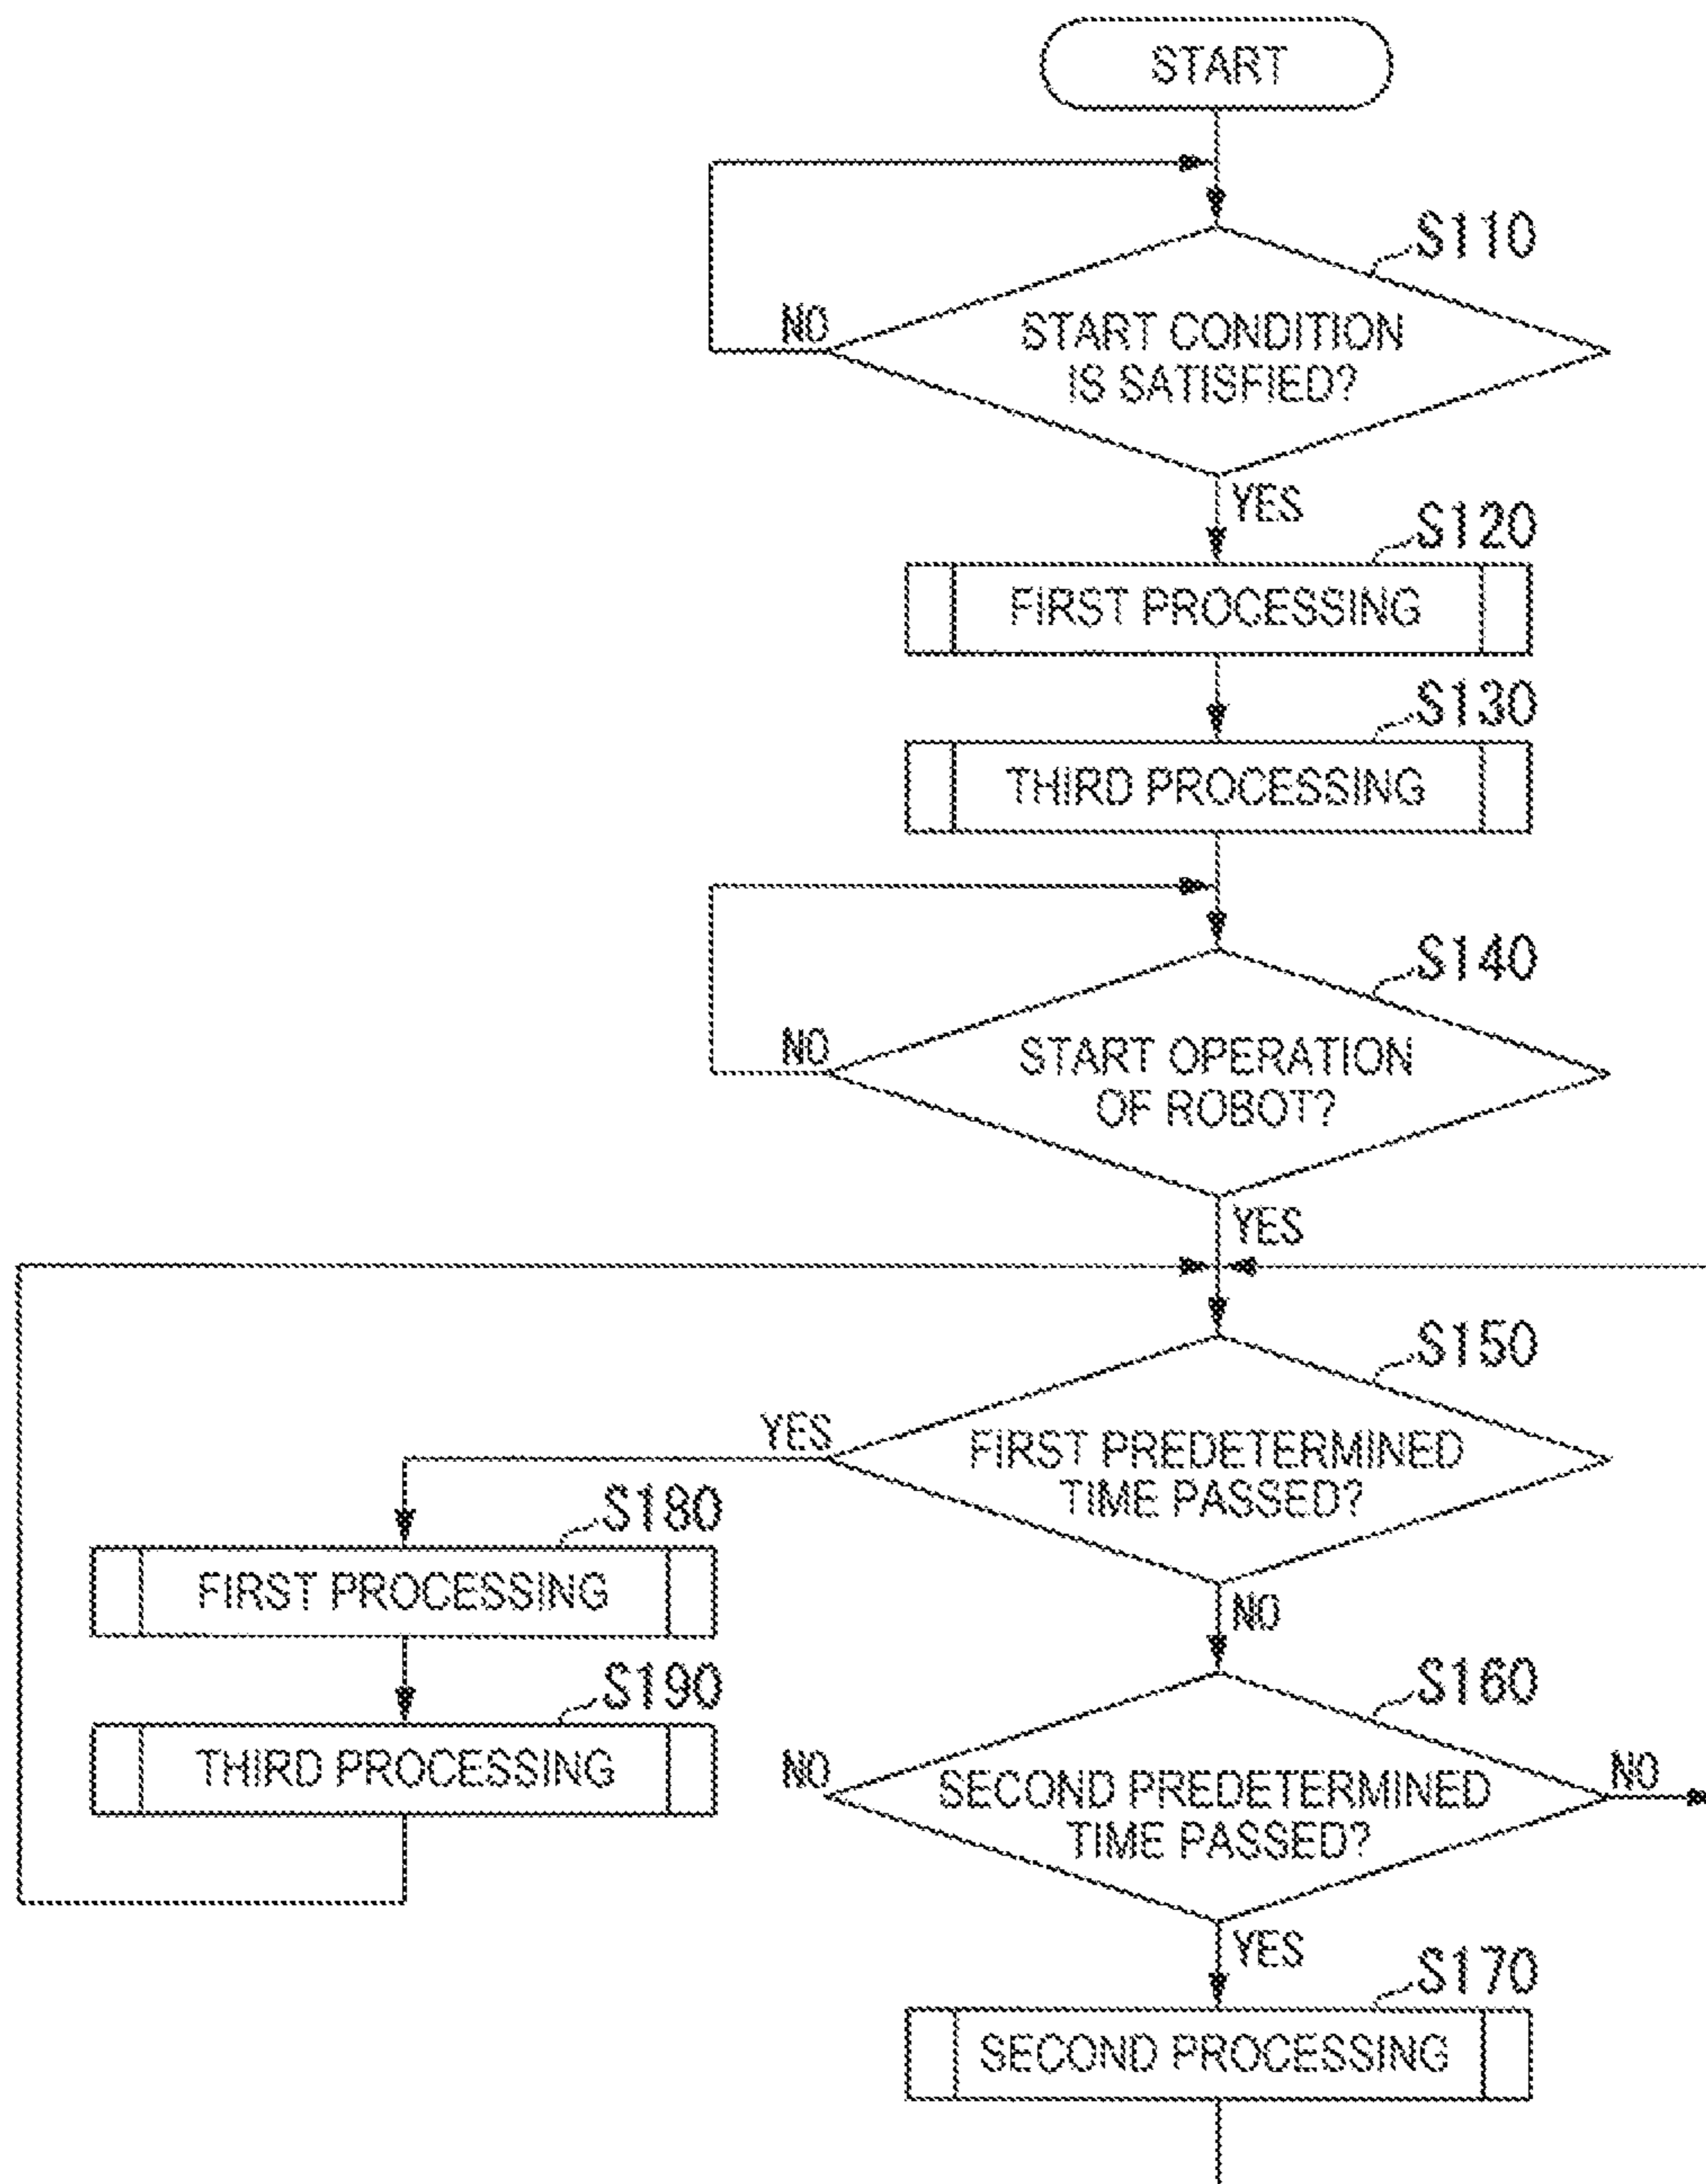 START
S110
NO
START CONDITION
IS SATISFIED?
YES
S120
FIRST PROCESSING
S130
THIRD PROCESSING
S140
NO
START OPERATION
OF ROBOT?
YES
S150
YES
FIRST PREDETERMINED
TIME PASSED?
S180
FIRST PROCESSING
NO
S190
S160
THIRD PROCESSING
NO
SECOND PREDETERMINED
TIME PASSED?
NO
YES
S170
SECOND PROCESSING